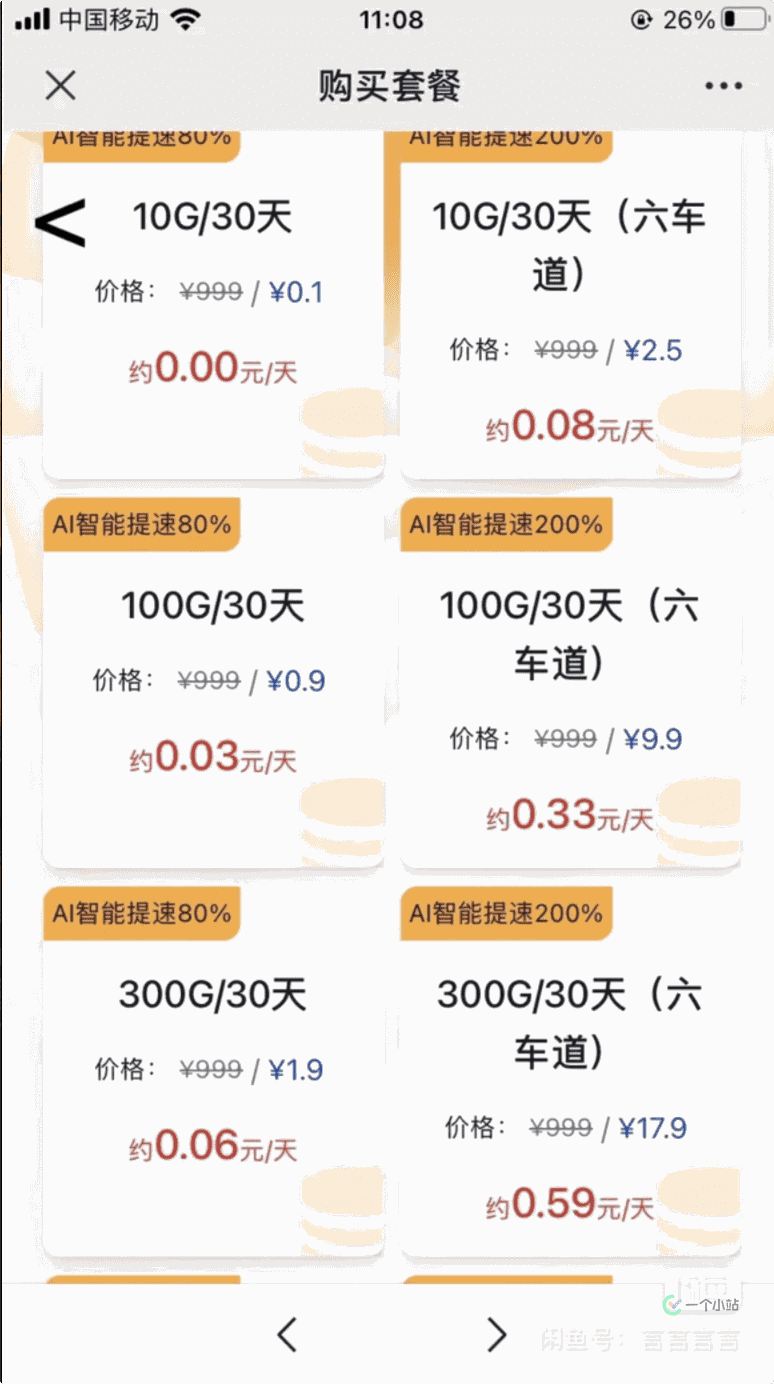 中国移动 11:08 26%
购买套餐
AI智能提速80%
10G/30天
价格： ¥999 / ¥0.1
约0.00元/天
AI智能提速200%
10G/30天（六车
道）
价格： ¥999 / ¥2.5
约0.08元/天
AI智能提速80%
100G/30天
价格： ¥999 / ¥0.9
约0.03元/天
AI智能提速200%
100G/30天（六
车道）
价格： ¥999 / ¥9.9
约0.33元/天
AI智能提速80%
300G/30天
价格： ¥999 / ¥1.9
约0.06元/天
AI智能提速200%
300G/30天（六
车道）
价格： ¥999 / ¥17.9
约0.59元/天
一个小站
闲鱼号：言言言言